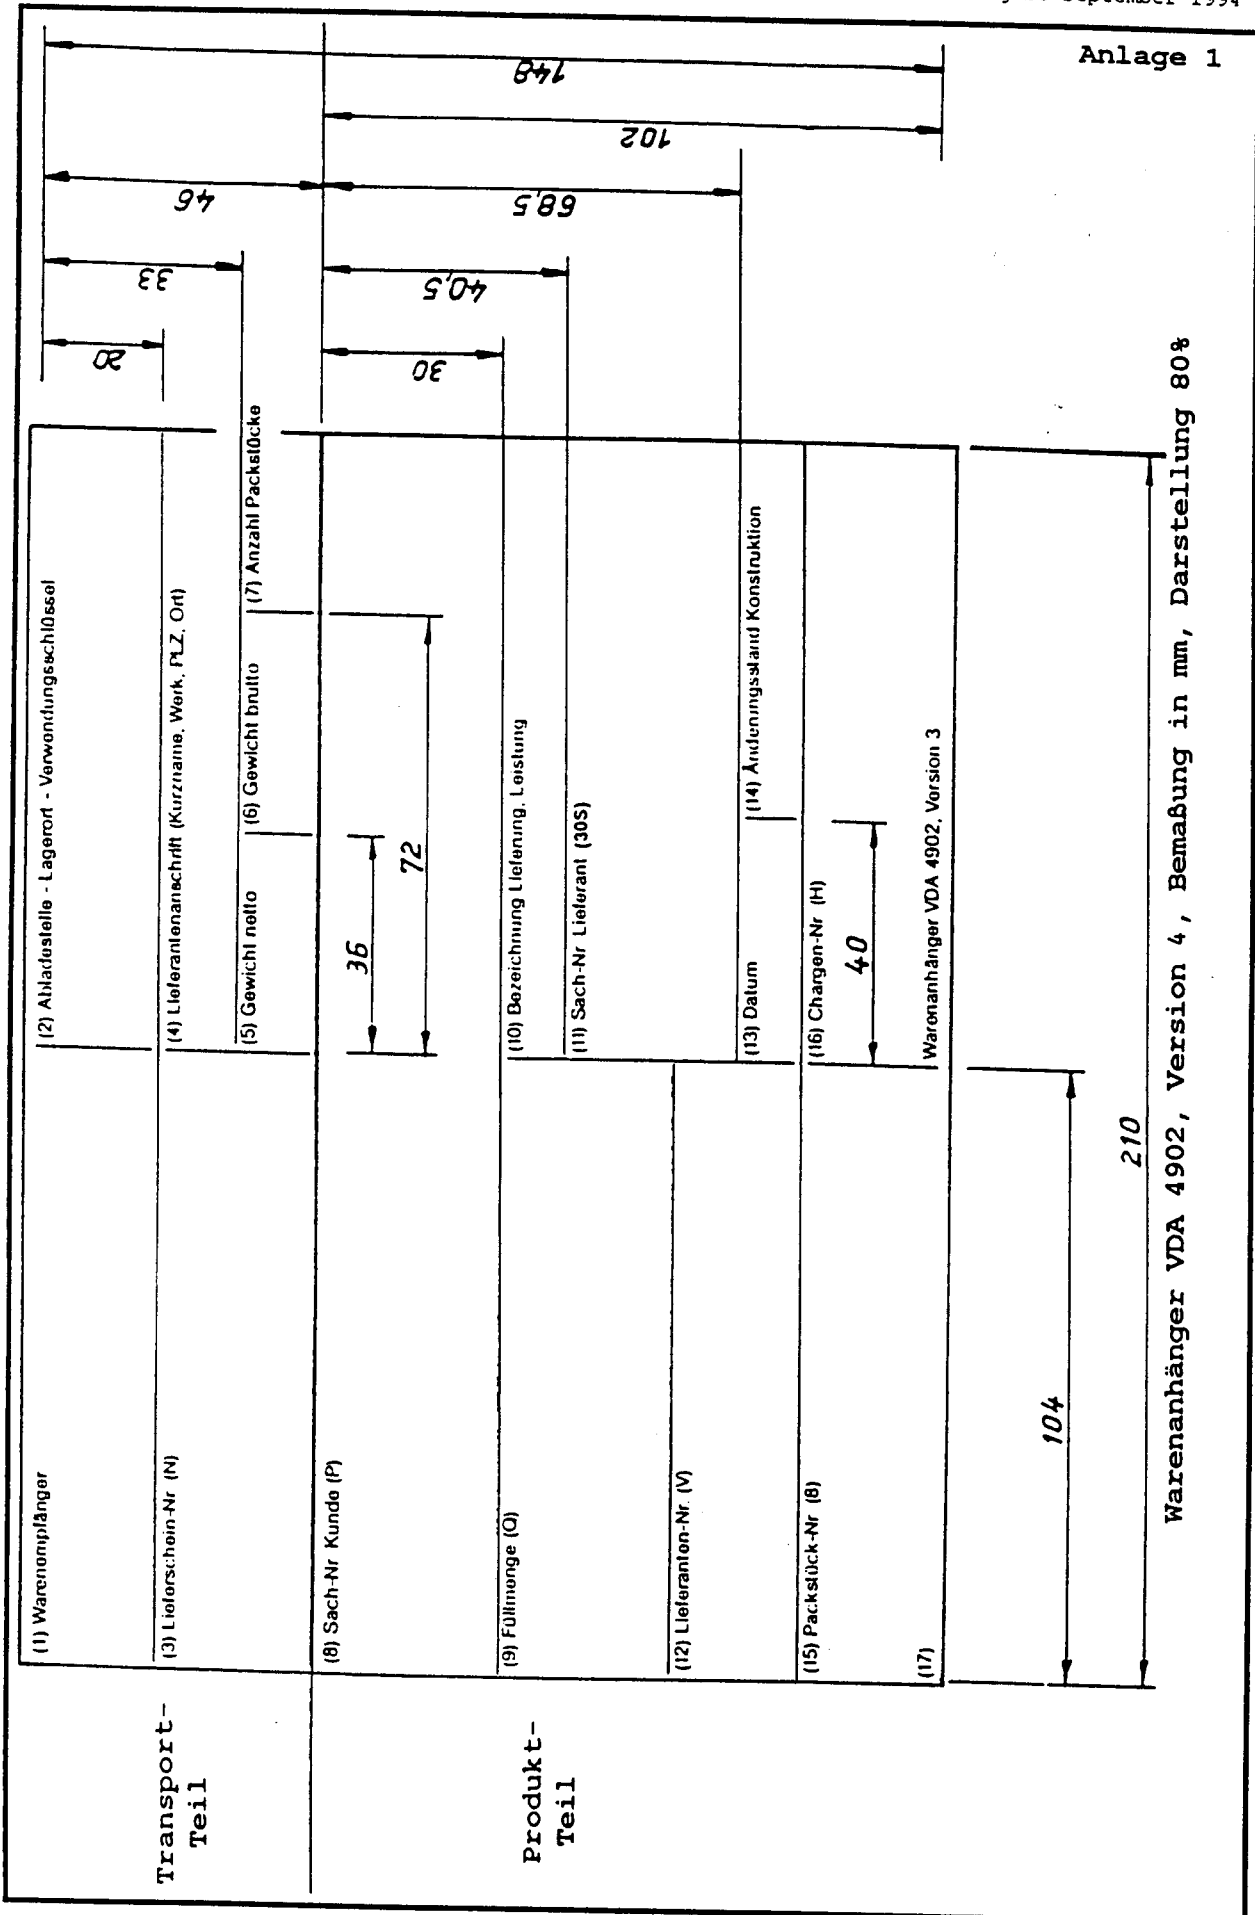 September 1994
Anlage 1
Transport-
Teil
Produkt-
Teil
(1) Warenempfänger
(2) Abladestelle - Lagerort - Verwendungsschlüssel
(3) Lieferschein-Nr (N)
(4) Lieferantenanschrift (Kurzname, Werk, PLZ, Ort)
(5) Gewicht netto
(6) Gewicht brutto
(7) Anzahl Packstücke
(8) Sach-Nr Kunde (P)
(9) Füllmenge (Q)
(10) Bezeichnung Lieferung, Leistung
(11) Sach-Nr Lieferant (30S)
(12) Lieferanten-Nr. (V)
(13) Datum
(14) Änderungsstand Konstruktion
(15) Packstück-Nr (8)
(16) Chargen-Nr (H)
(17)
Warenanhänger VDA 4902, Version 3
20
33
46
148
30
40,5
68,5
102
36
72
40
104
210
Warenanhänger VDA 4902, Version 4, Bemaßung in mm, Darstellung 80%